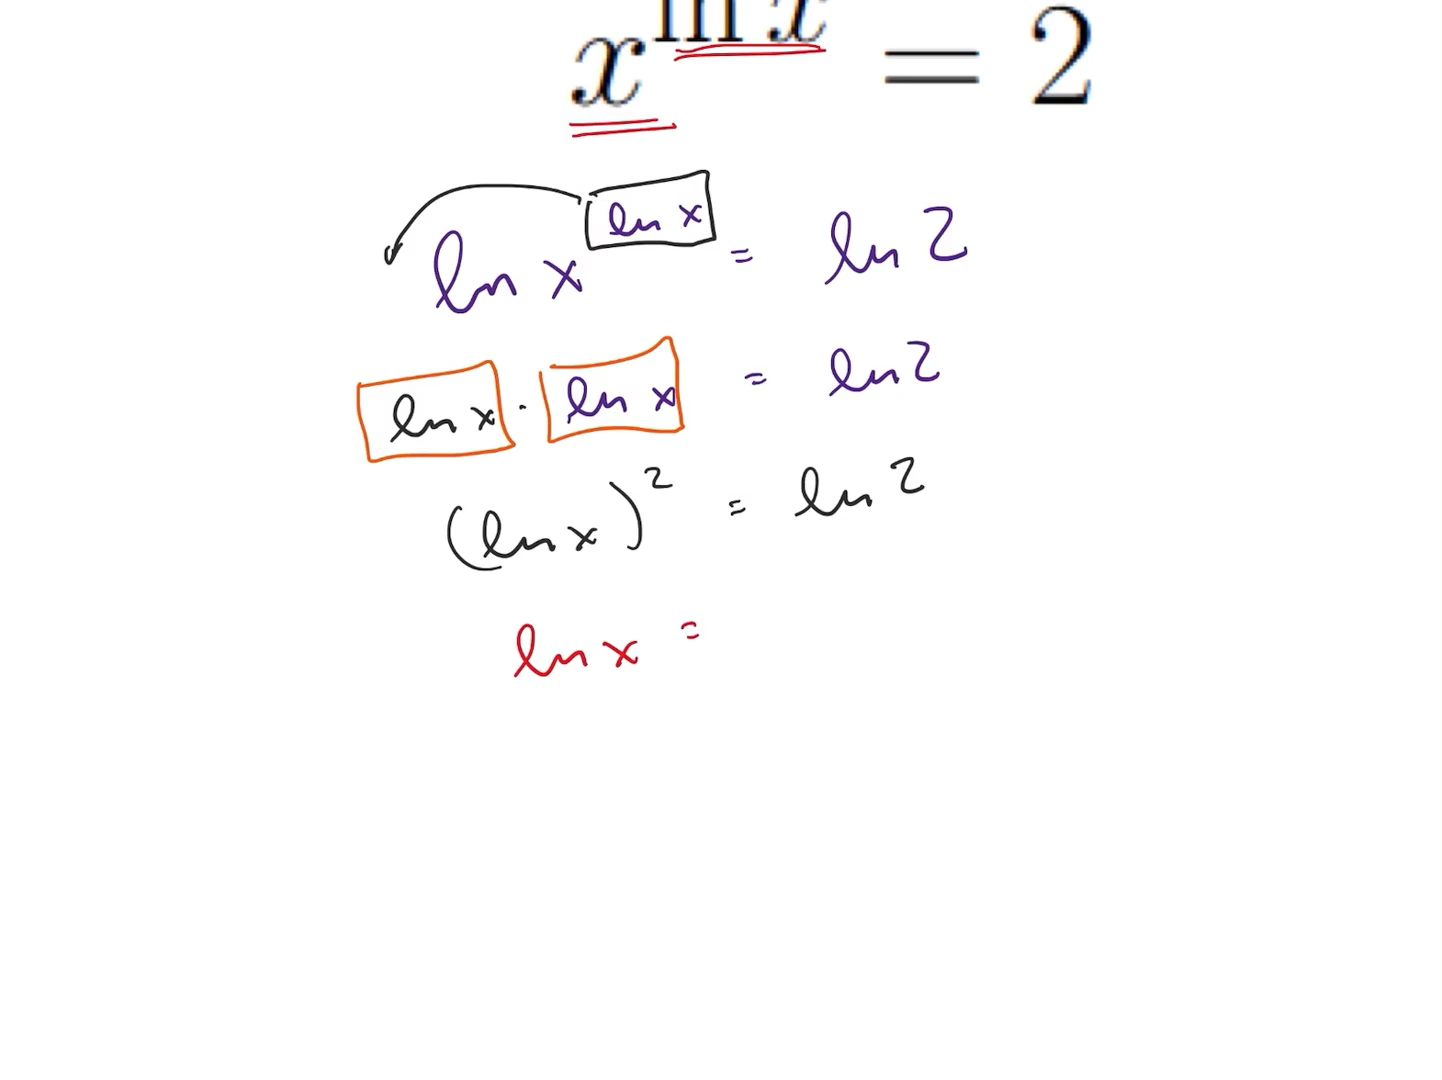 x^{ln x} = 2
ln x^{ln x} = ln 2
ln x · ln x = ln 2
(ln x)^2 = ln 2
ln x =